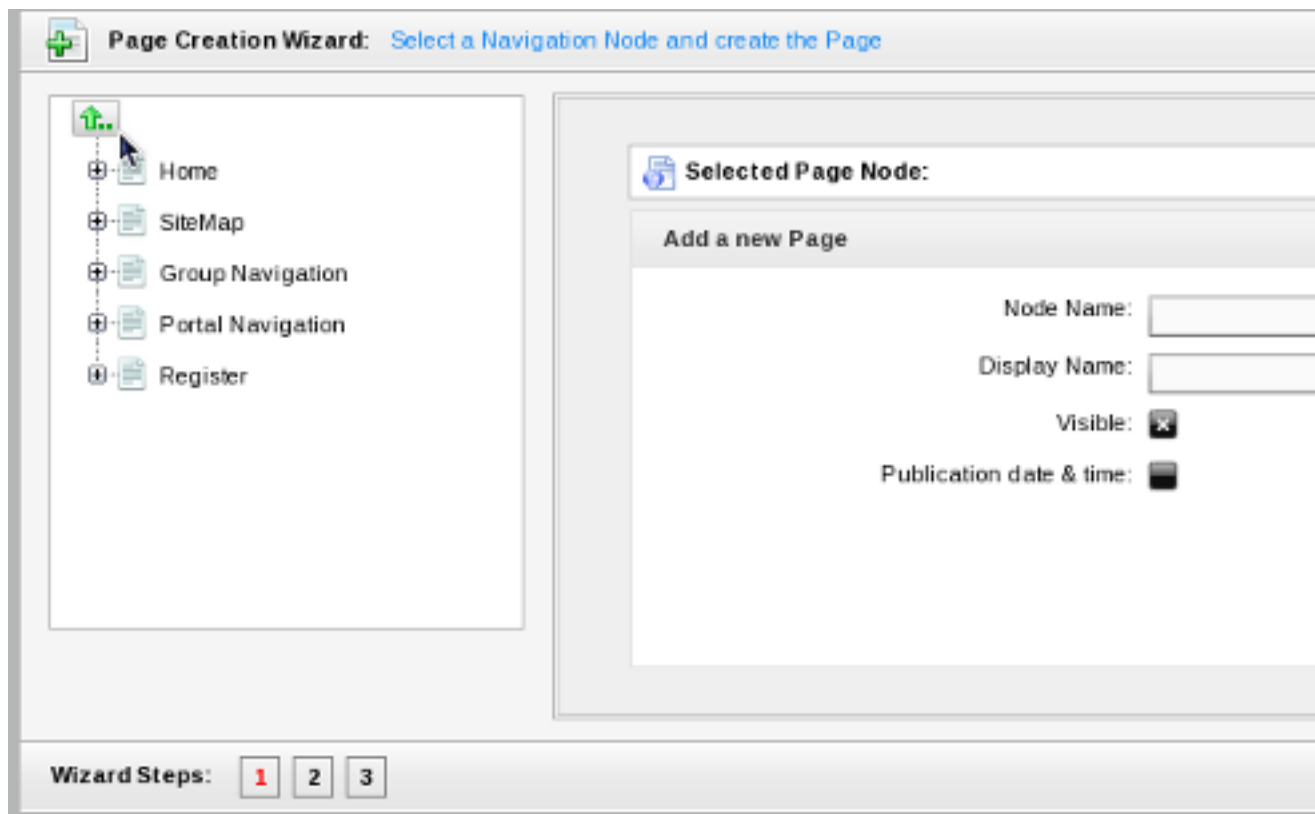 Page Creation Wizard: Select a Navigation Node and create the Page
Home
SiteMap
Group Navigation
Portal Navigation
Register
Selected Page Node:
Add a new Page
Node Name:
Display Name:
Visible:
Publication date & time:
Wizard Steps: 1 2 3